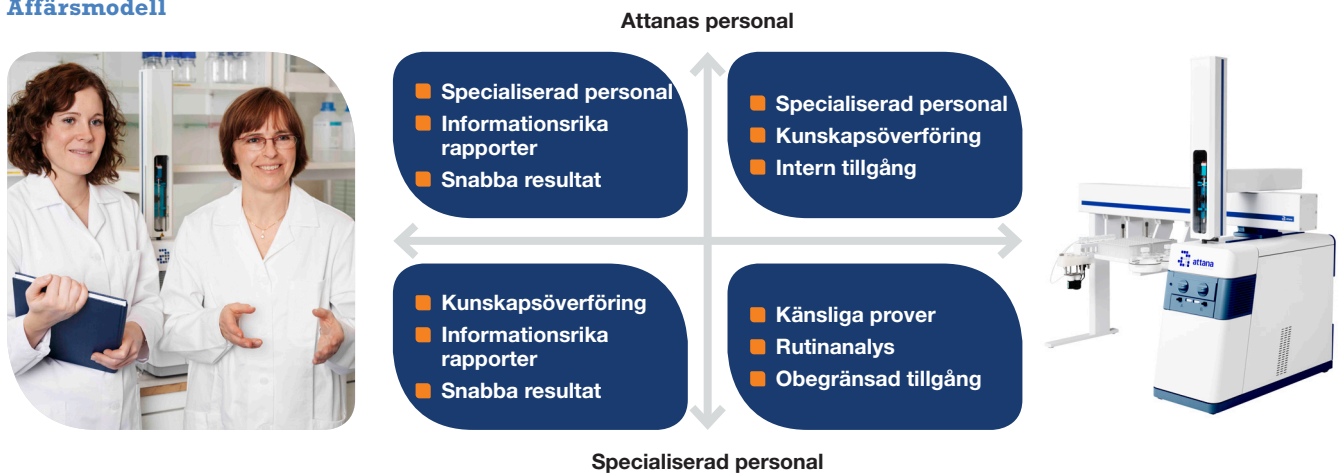 Affärsmodell
Attanas personal
Specialiserad personal
Informationsrika
rapporter
Snabba resultat
Specialiserad personal
Kunskapsöverföring
Intern tillgång
Kunskapsöverföring
Informationsrika
rapporter
Snabba resultat
Känsliga prover
Rutinanalys
Obegränsad tillgång
attana
Specialiserad personal